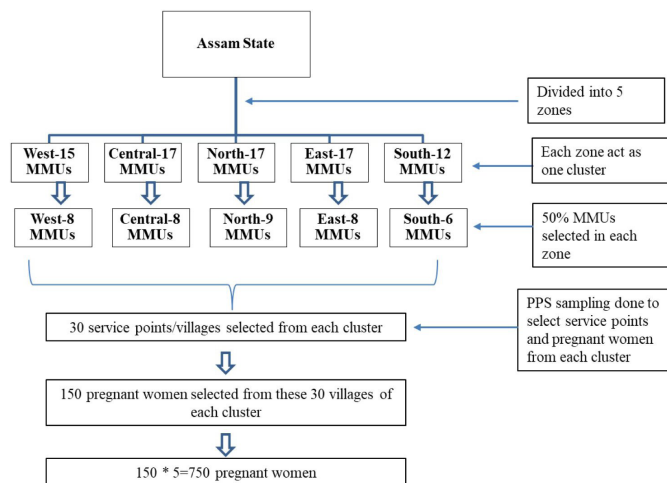 Assam State
Divided into 5
zones
West-15
MMUs
Central-17
MMUs
North-17
MMUs
East-17
MMUs
South-12
MMUs
Each zone act as
one cluster
West-8
MMUs
Central-8
MMUs
North-9
MMUs
East-8
MMUs
South-6
MMUs
50% MMUs
selected in each
zone
30 service points/villages selected from each cluster
PPS sampling done to
select service points
and pregnant women
from each cluster
150 pregnant women selected from these 30 villages of
each cluster
150 * 5=750 pregnant women